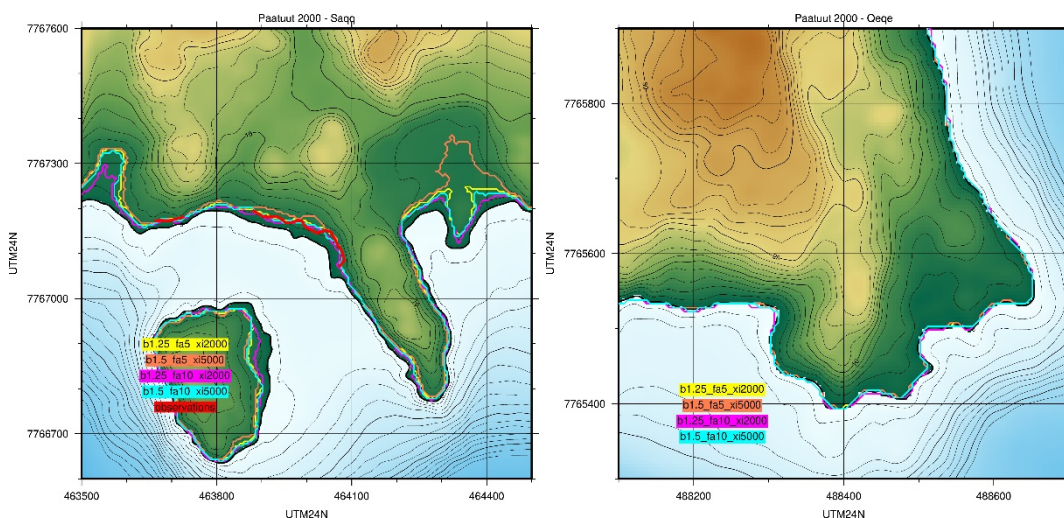 Paatuut 2000 - Saqq
7767600
7767300
7767000
7766700
UTM24N
b1.25_fa5_xi2000
b1.5_fa5_xi5000
b1.25_fa10_xi2000
b1.5_fa10_xi5000
observations
463500
463800
464100
464400
UTM24N
Paatuut 2000 - Qeqe
7765800
7765600
7765400
UTM24N
b1.25_fa5_xi2000
b1.5_fa5_xi5000
b1.25_fa10_xi2000
b1.5_fa10_xi5000
488200
488400
488600
UTM24N